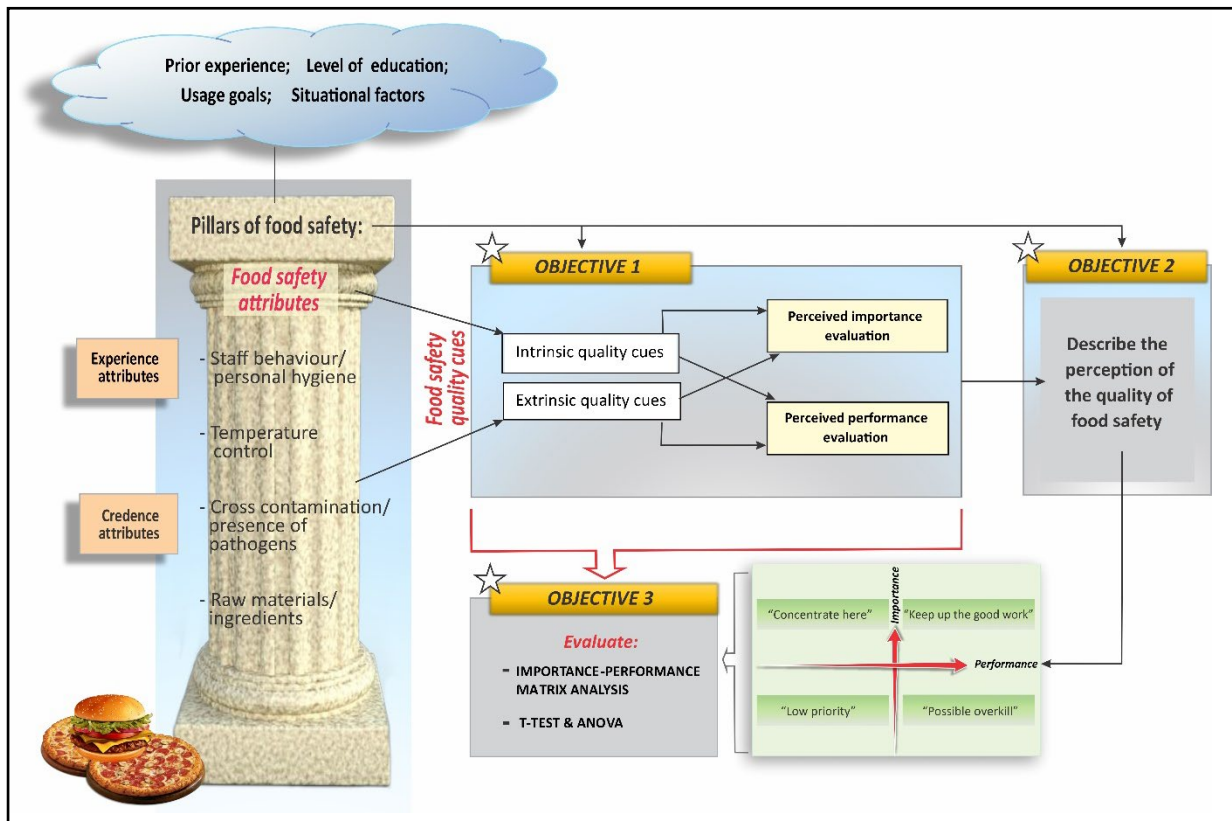 Prior experience; Level of education;
Usage goals; Situational factors
Pillars of food safety:
Food safety
attributes
Experience
attributes
- Staff behaviour/
personal hygiene
- Temperature
control
Credence
attributes
- Cross contamination/
presence of
pathogens
- Raw materials/
ingredients
Food safety
quality cues
OBJECTIVE 1
Intrinsic quality cues
Extrinsic quality cues
Perceived importance
evaluation
Perceived performance
evaluation
OBJECTIVE 2
Describe the
perception of
the quality of
food safety
OBJECTIVE 3
Evaluate:
- IMPORTANCE-PERFORMANCE
MATRIX ANALYSIS
- T-TEST & ANOVA
Importance
"Concentrate here"
"Keep up the good work"
Performance
"Low priority"
"Possible overkill"